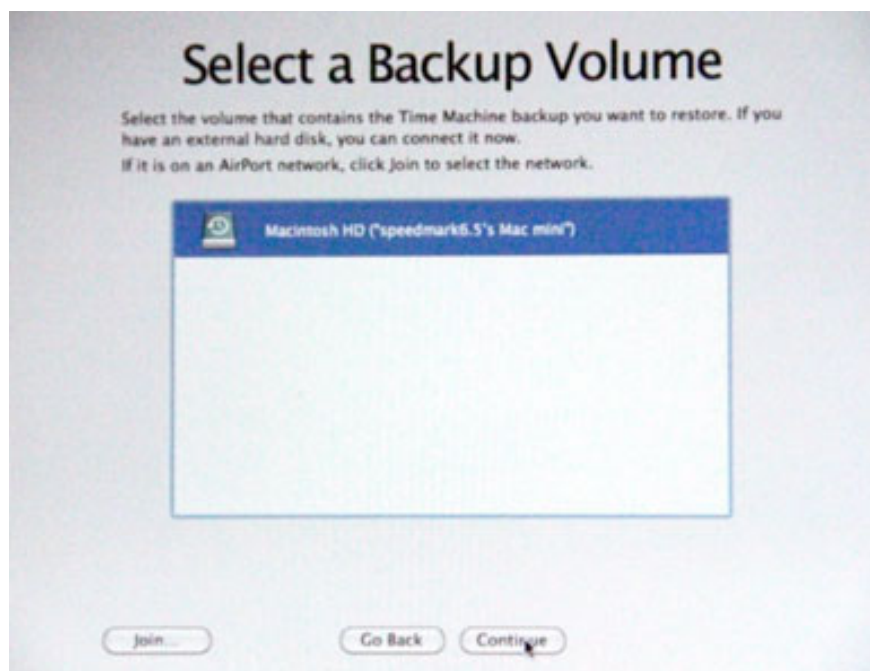 Select a Backup Volume
Select the volume that contains the Time Machine backup you want to restore. If you
have an external hard disk, you can connect it now.
If it is on an AirPort network, click Join to select the network.
Macintosh HD ("speedmark6.5's Mac mini")
Join...
Go Back
Continue